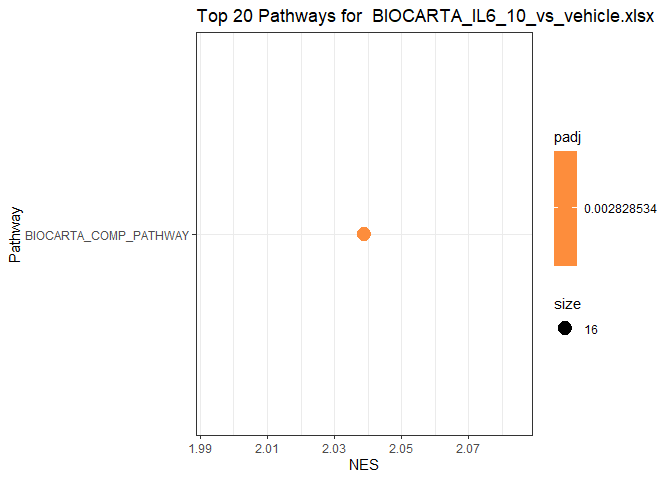 Top 20 Pathways for  BIOCARTA_IL6_10_vs_vehicle.xlsx
Pathway
BIOCARTA_COMP_PATHWAY
1.99
2.01
2.03
2.05
2.07
NES
padj
0.002828534
size
16